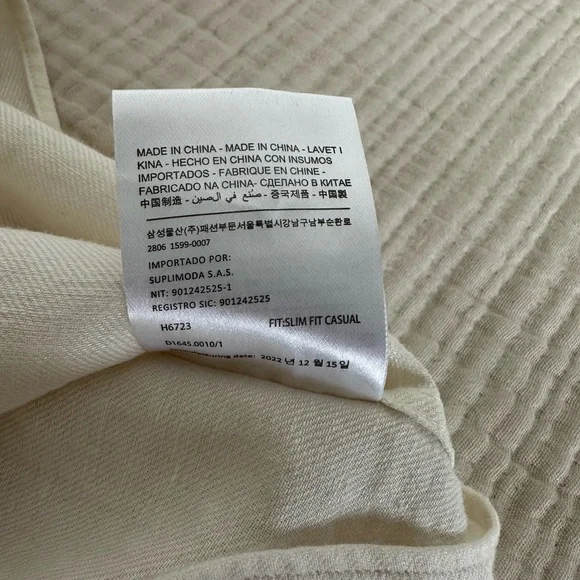 MADE IN CHINA - MADE IN CHINA - LAVET I
KINA - HECHO EN CHINA CON INSUMOS
IMPORTADOS - FABRIQUE EN CHINE -
FABRICADO NA CHINA- СДЕЛАНО В КИТАЕ
中国制造 - صنع في الصين - 중국제품 - 中國製
삼성물산(주)패션부문서울특별시강남구남부순환로
2806 1599-0007
IMPORTADO POR:
SUPLIMODA S.A.S.
NIT: 901242525-1
REGISTRO SIC: 901242525
H6723 FIT:SLIM FIT CASUAL
D1645.0010/1
date: 2022 년 12 월 15일